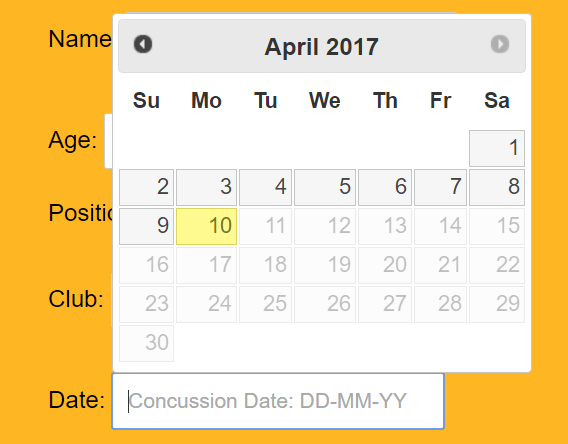 Name
April 2017
Su Mo Tu We Th Fr Sa
Age:
1
2 3 4 5 6 7 8
Positic
9 10 11 12 13 14 15
16 17 18 19 20 21 22
Club:
23 24 25 26 27 28 29
30
Date: Concussion Date: DD-MM-YY